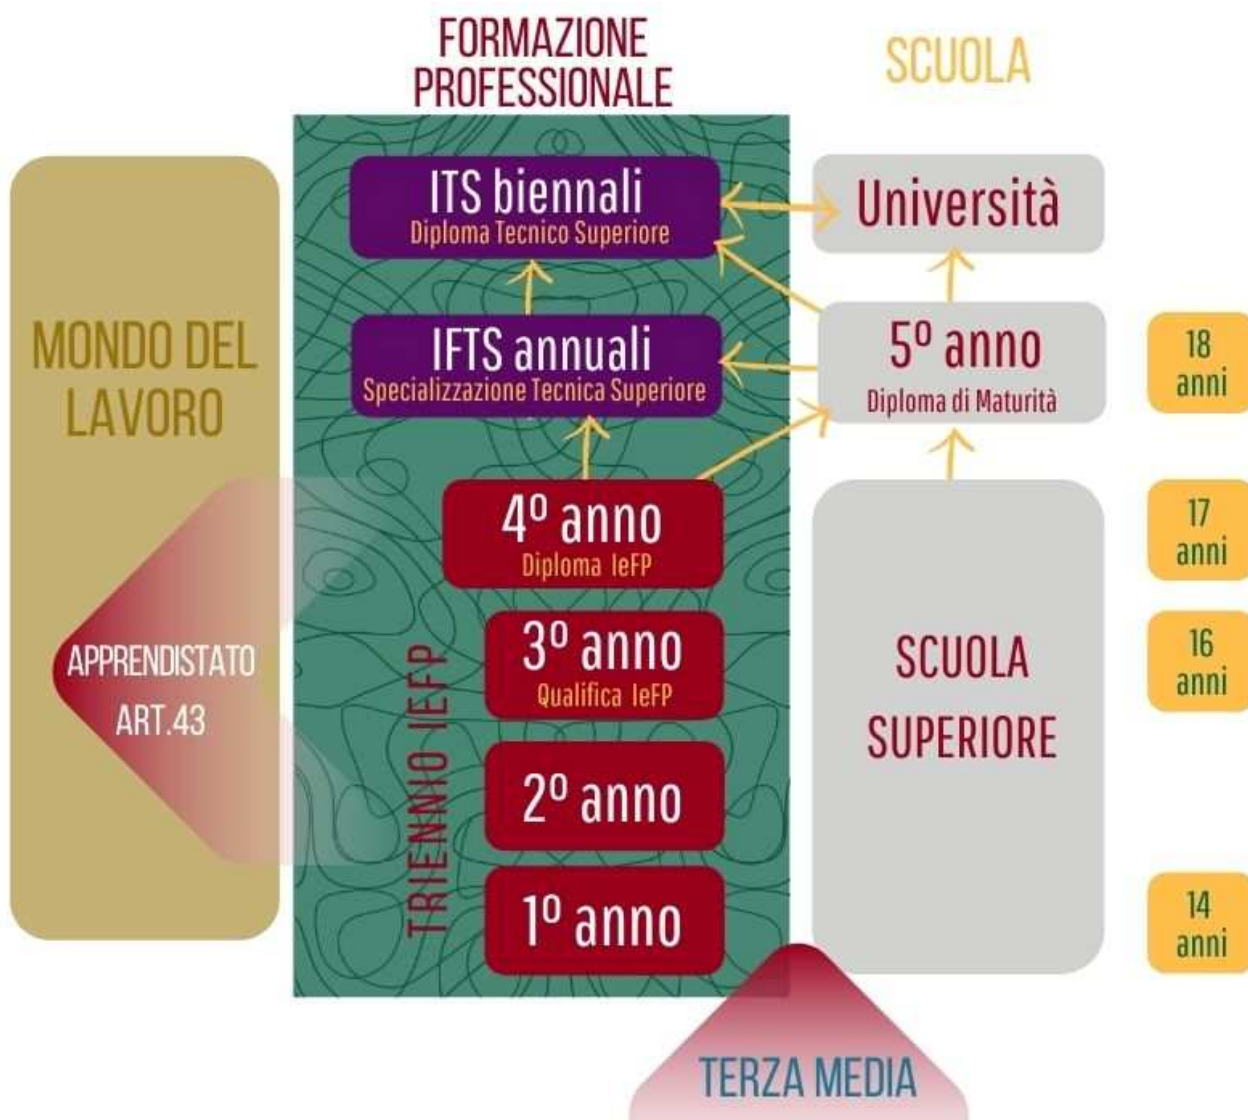 FORMAZIONE
PROFESSIONALE
SCUOLA
MONDO DEL
LAVORO
APPRENDISTATO
ART.43
ITS biennali
Diploma Tecnico Superiore
IFTS annuali
Specializzazione Tecnica Superiore
4º anno
Diploma IeFP
TRIENNIO IEFP
3º anno
Qualifica IeFP
2º anno
1º anno
Università
5º anno
Diploma di Maturità
SCUOLA
SUPERIORE
18
anni
17
anni
16
anni
14
anni
TERZA MEDIA